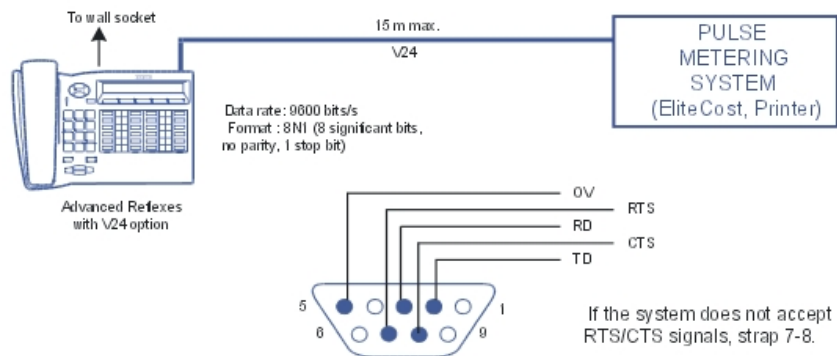 To wall socket
15 m max.
V24
PULSE
METERING
SYSTEM
(EliteCost, Printer)
Data rate: 9600 bits/s
Format : 8N1 (8 significant bits,
no parity, 1 stop bit)
Advanced Reflexes
with V24 option
0V
RTS
RD
CTS
TD
5
1
6
9
If the system does not accept
RTS/CTS signals, strap 7-8.